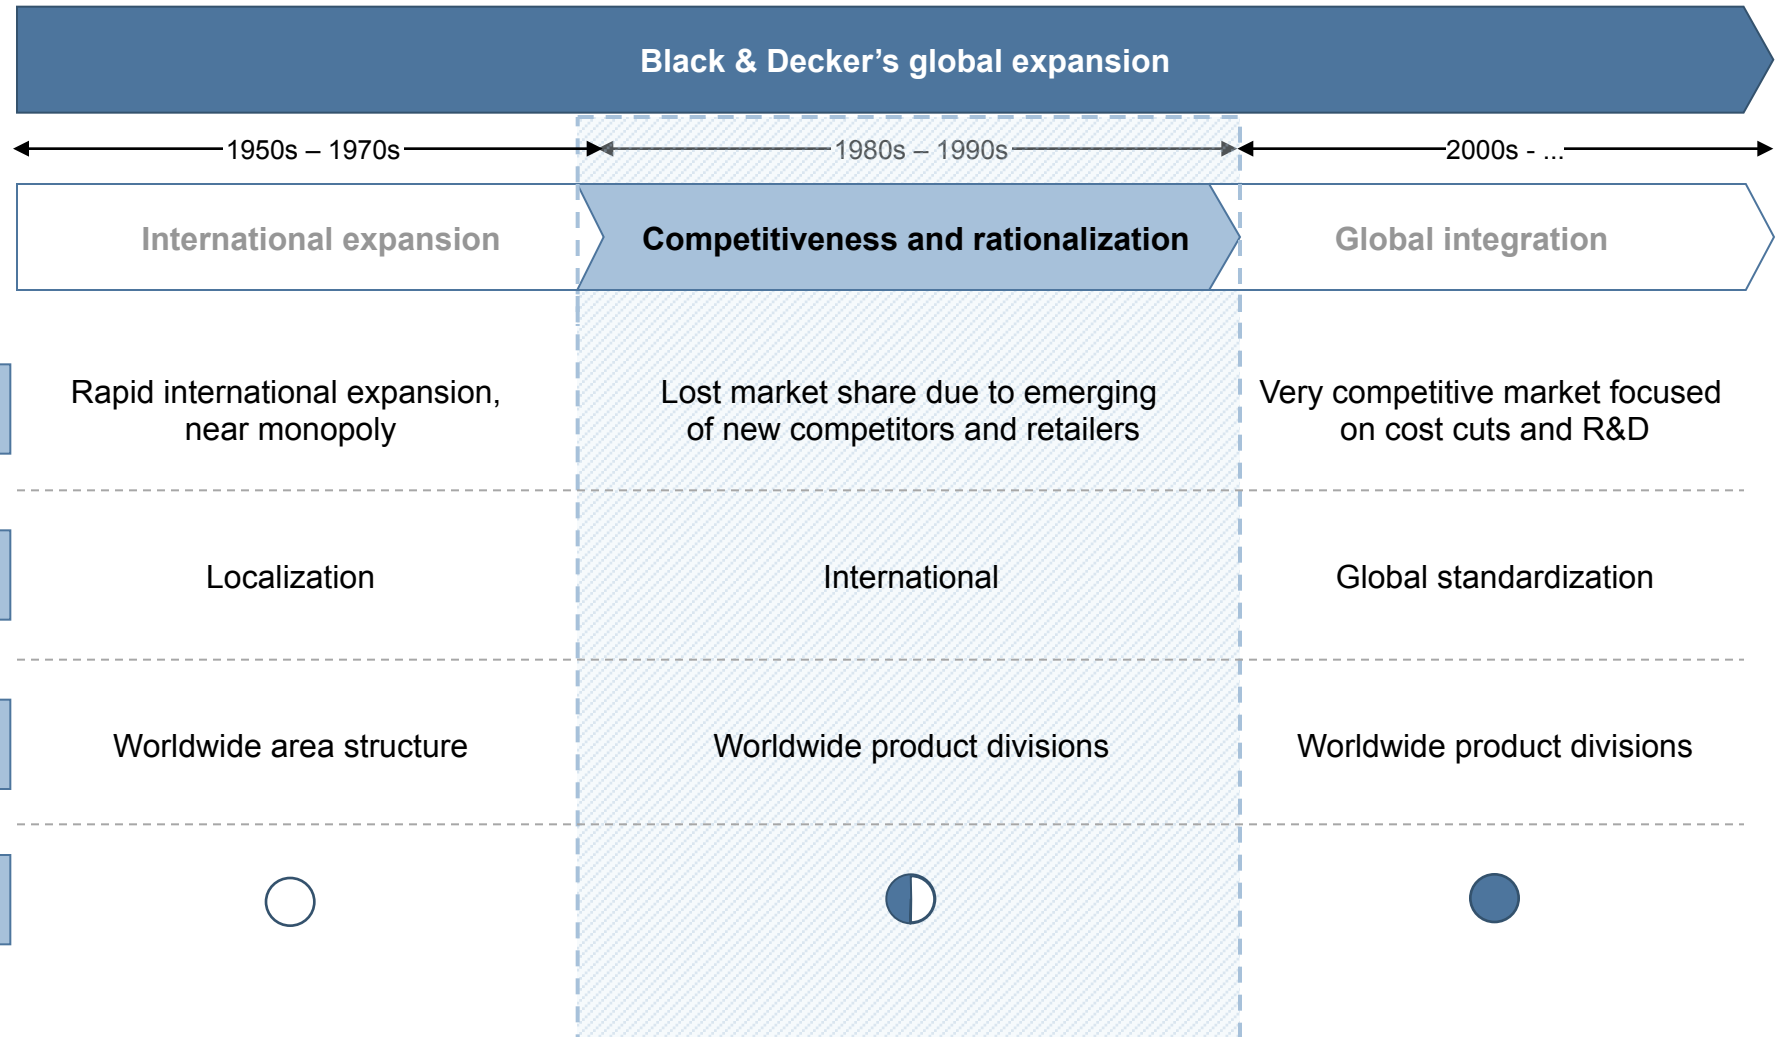 Black & Decker’s global expansion
1950s – 1970s
1980s – 1990s
2000s - ...
International expansion
Competitiveness and rationalization
Global integration
Rapid international expansion,
near monopoly
Lost market share due to emerging
of new competitors and retailers
Very competitive market focused
on cost cuts and R&D
Localization
International
Global standardization
Worldwide area structure
Worldwide product divisions
Worldwide product divisions